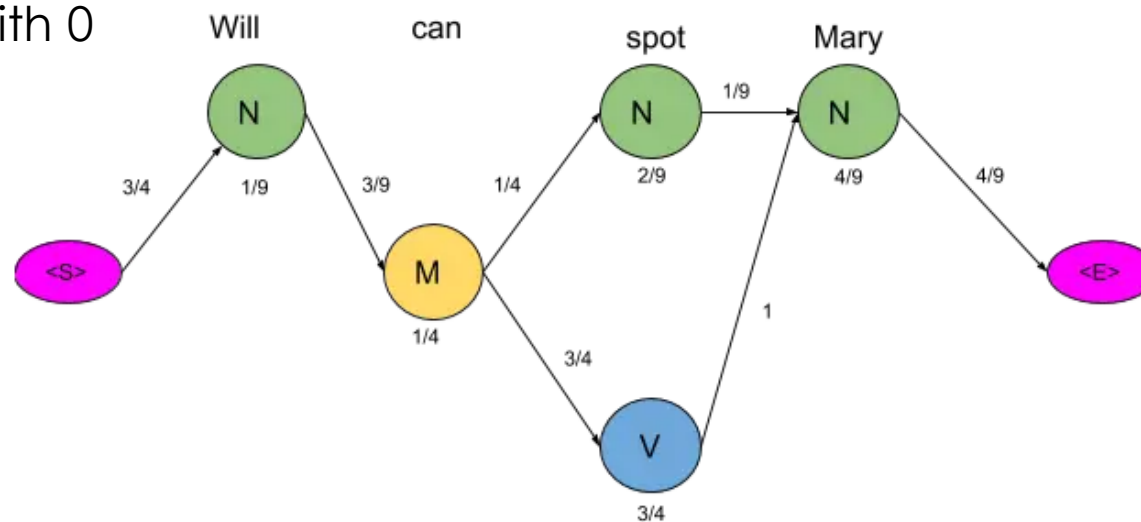 ith 0
Will can spot Mary
N N 1/9 N
3/4 1/9 3/9 1/4 2/9 4/9 4/9
<S> M <E>
1/4 3/4 1
V
3/4